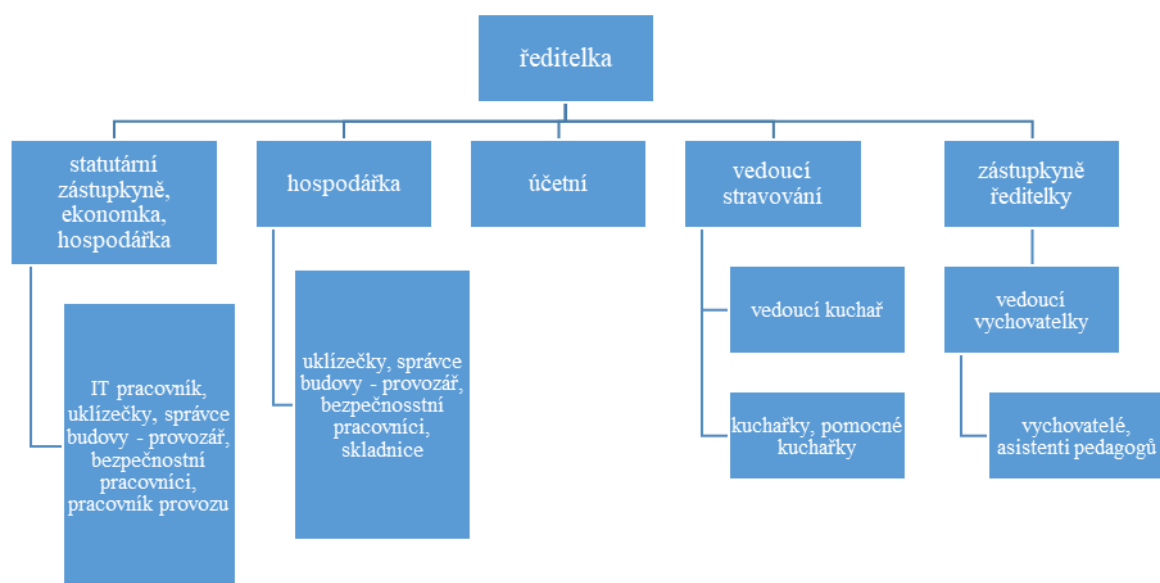 ředitelka
statutární
zástupkyně,
ekonomka,
hospodářka
hospodářka
účetní
vedoucí
stravování
zástupkyně
ředitelky
IT pracovník,
uklízečky, správce
budovy - provozář,
bezpečnostní
pracovníci,
pracovník provozu
uklízečky, správce
budovy - provozář,
bezpečnosstní
pracovníci,
skladnice
vedoucí kuchař
kuchařky, pomocné
kuchařky
vedoucí
vychovatelky
vychovatelé,
asistenti pedagogů